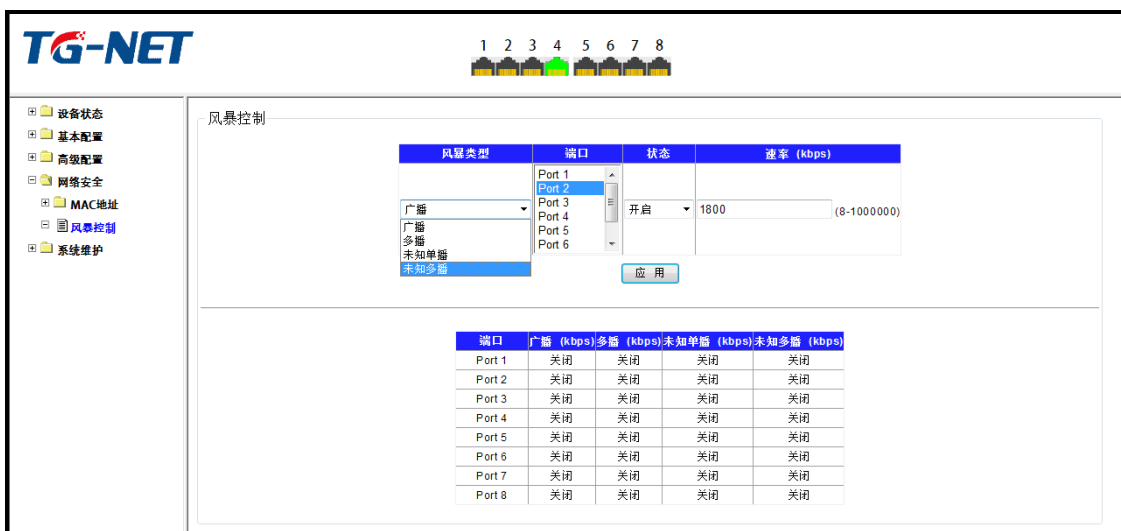 TG-NET
1 2 3 4 5 6 7 8
设备状态
基本配置
高级配置
网络安全
MAC地址
风暴控制
系统维护
风暴控制
风暴类型 端口 状态 速率 (kbps)
广播
广播
多播
未知单播
未知多播
Port 1
Port 2
Port 3
Port 4
Port 5
Port 6
开启
1800 (8-1000000)
应 用
端口 广播 (kbps) 多播 (kbps) 未知单播 (kbps) 未知多播 (kbps)
Port 1 关闭 关闭 关闭 关闭
Port 2 关闭 关闭 关闭 关闭
Port 3 关闭 关闭 关闭 关闭
Port 4 关闭 关闭 关闭 关闭
Port 5 关闭 关闭 关闭 关闭
Port 6 关闭 关闭 关闭 关闭
Port 7 关闭 关闭 关闭 关闭
Port 8 关闭 关闭 关闭 关闭